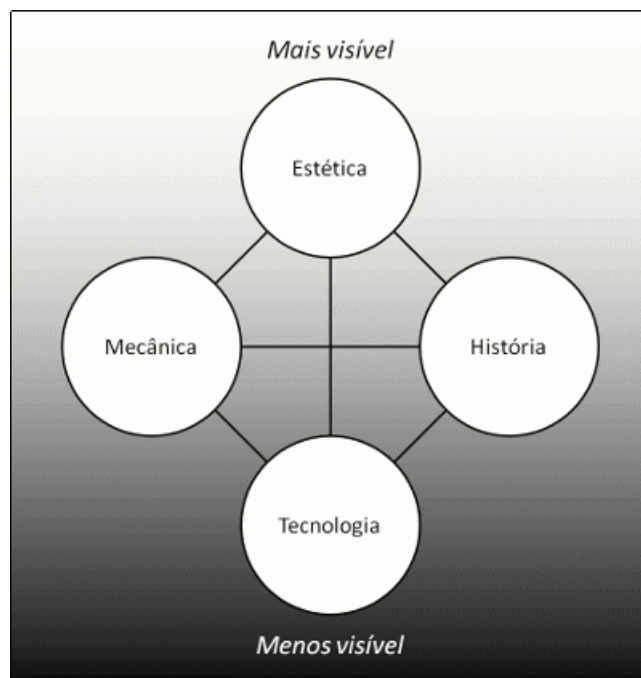 Mais visível
Estética
Mecânica
História
Tecnologia
Menos visível